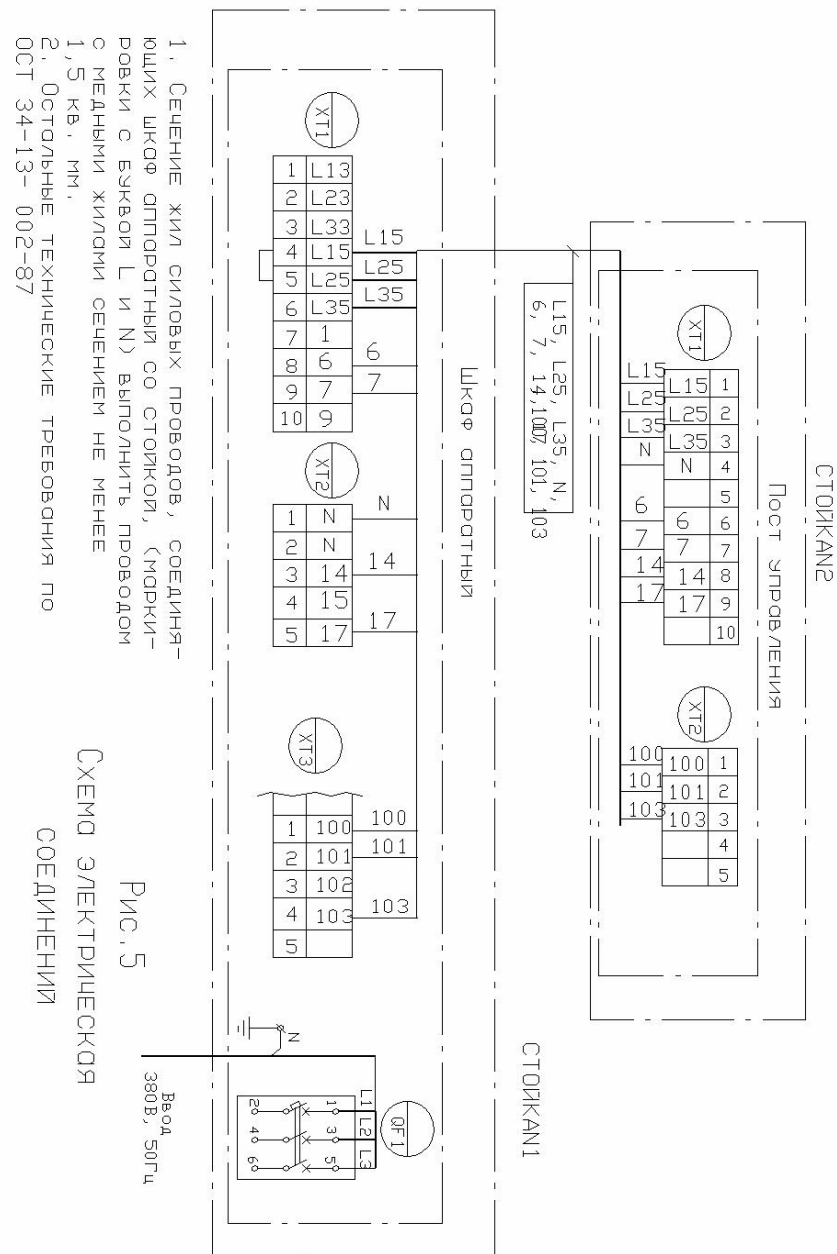 СТОЙКАN2
Пост управления
XT1
L15 L15 1
L25 L25 2
L35 L35 3
N N 4
5
6 6 6
7 7 7
14 14 8
17 17 9
10
XT2
100 100 1
101 101 2
103 103 3
4
5
L15, L25, L35, N,
6, 7, 14, 101, 103
СТОЙКАN1
Шкаф аппаратный
XT1
1 L13
2 L23
3 L33
4 L15 L15
5 L25 L25
6 L35 L35
7 1
8 6 6
9 7 7
10 9
XT2
1 N N
2 N
3 14 14
4 15
5 17 17
XT3
1 100 100
2 101 101
3 102
4 103 103
5
QF1
L1 L2 L3
1 3 5
2 4 6
N
Ввод
380В, 50Гц
1. Сечение жил силовых проводов, соединя-
ющих шкаф аппаратный со стойкой, (марки-
ровки с буквой L и N) выполнить проводом
с медными жилами сечением не менее
1,5 кв. мм.
2. Остальные технические требования по
ОСТ 34-13- 002-87
Рис.5
Схема электрическая
соединений